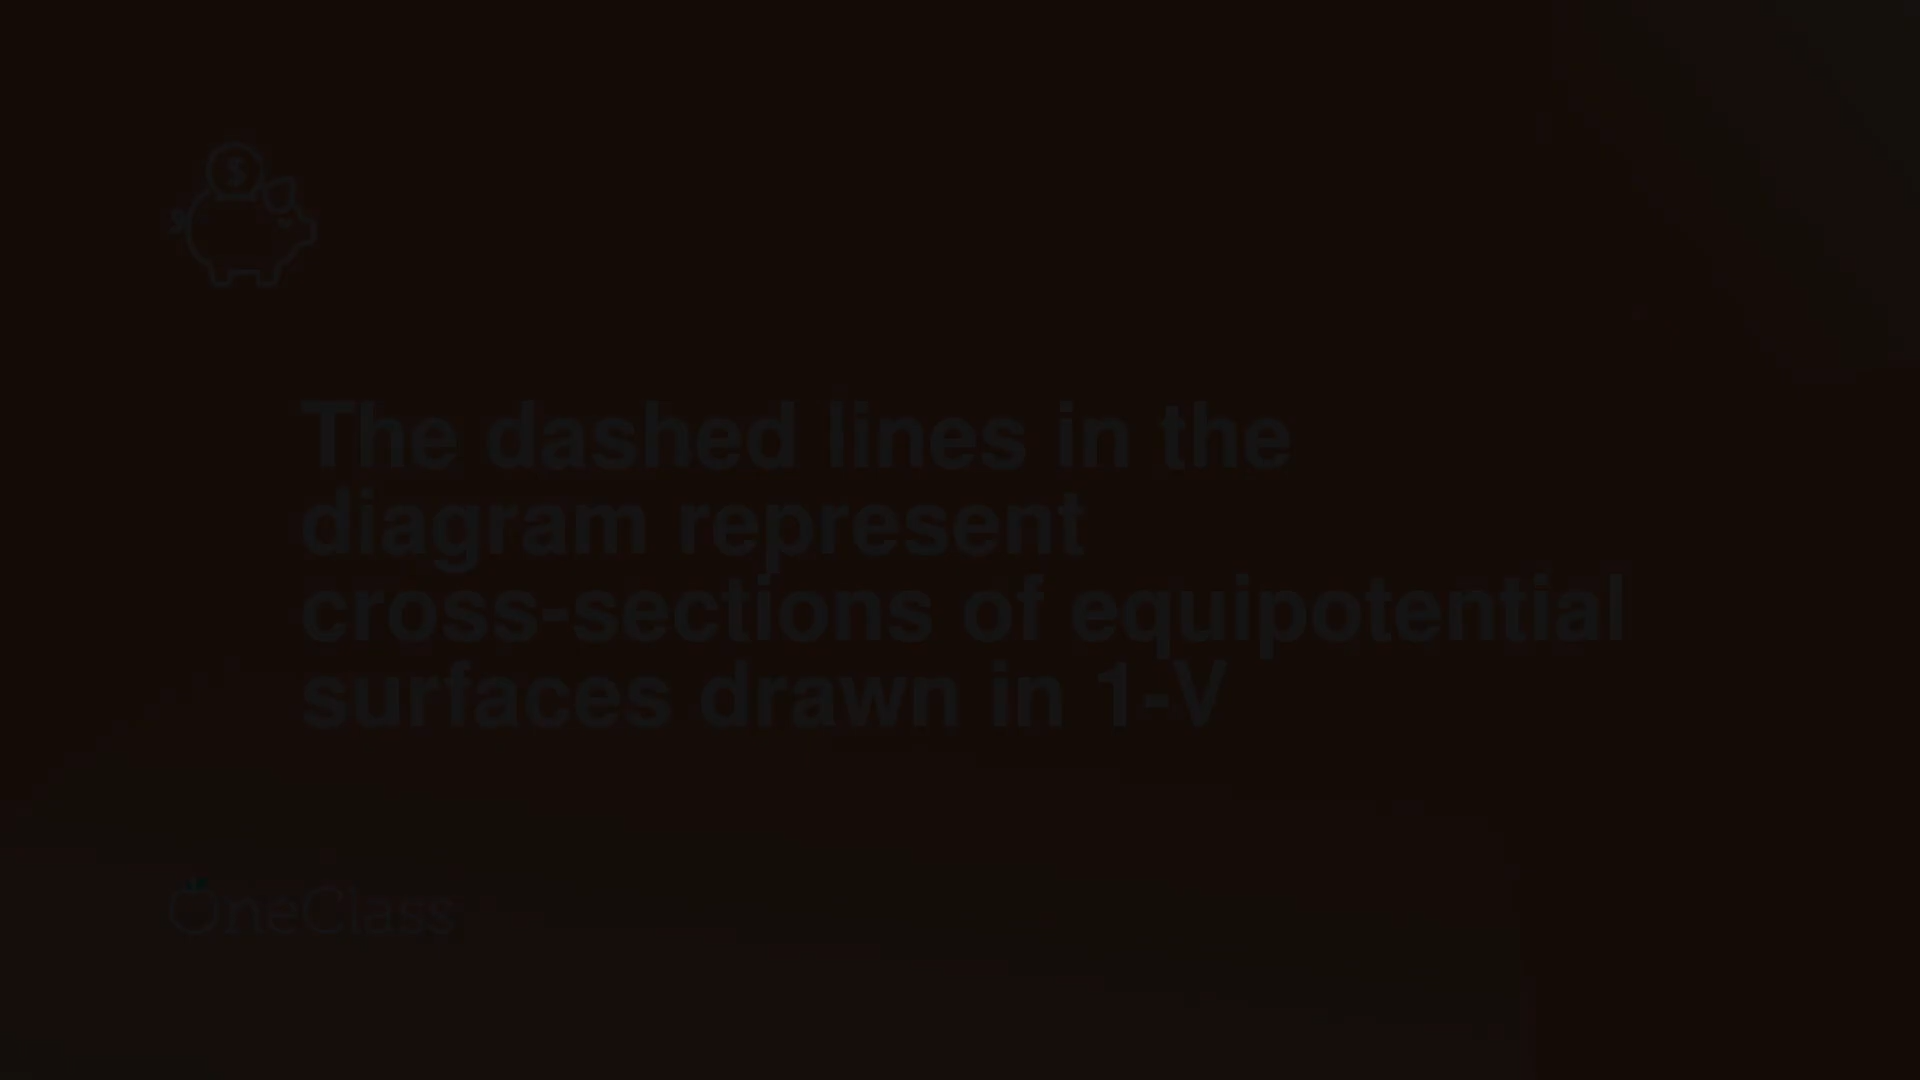 $
The dashed lines in the
diagram represent
cross-sections of equipotential
surfaces drawn in 1-V
OneClass